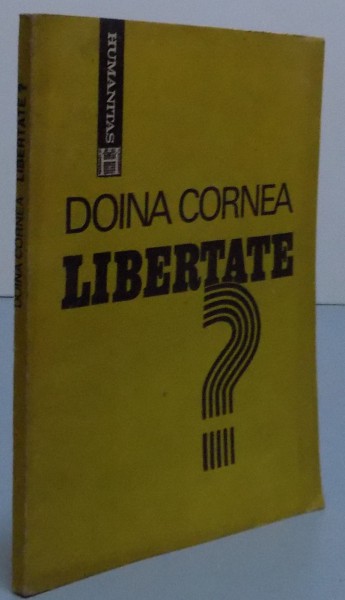 HUMANITAS
DOINA CORNEA
LIBERTATE
?
DOINA CORNEA LIBERTATE ?